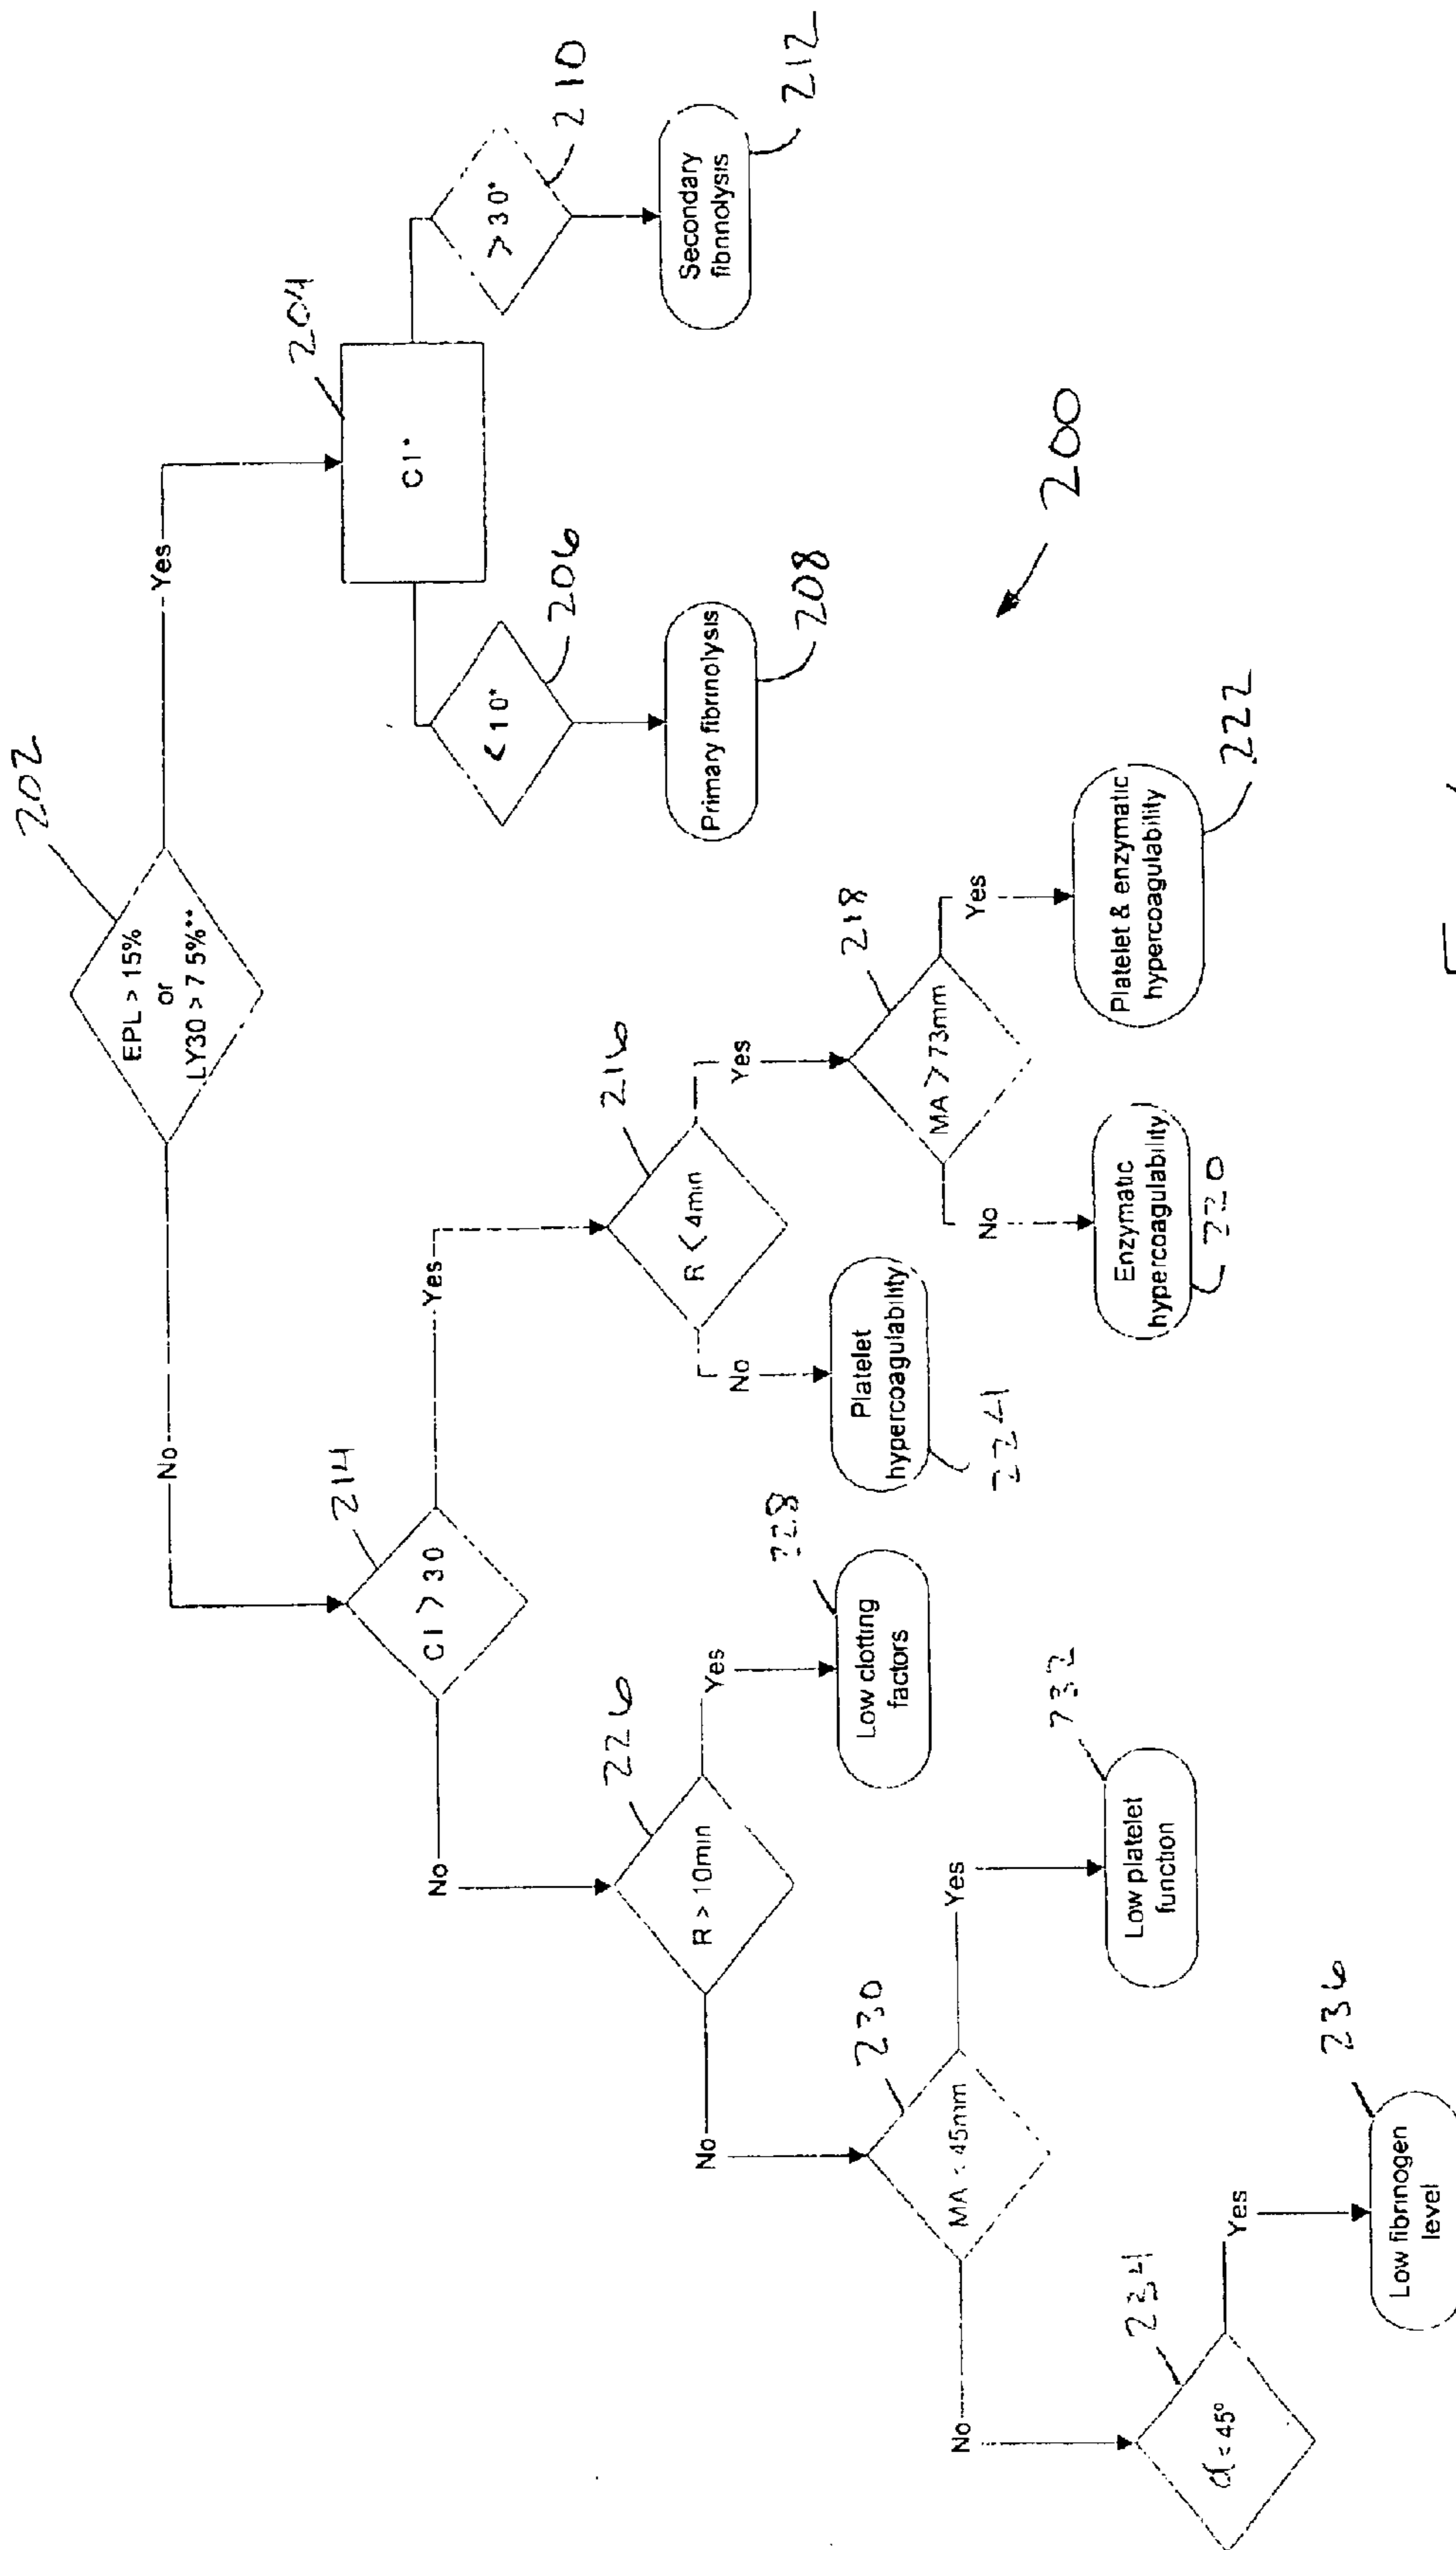 202
EPL > 15%
or
LY30 > 7 5%**
No
Yes
214
CI > 30
204
CI*
No
Yes
206
< 10*
210
> 30*
226
R > 10min
216
R < 4min
Primary fibrinolysis
208
Secondary
fibrinolysis
212
No
Yes
No
Yes
230
MA < 45mm
228
Low clotting
factors
Platelet
hypercoagulability
224
218
MA > 73mm
No
Yes
No
Yes
234
α < 45°
232
Low platelet
function
Enzymatic
hypercoagulability
220
Platelet & enzymatic
hypercoagulability
222
Yes
236
Low fibrinogen
level
200